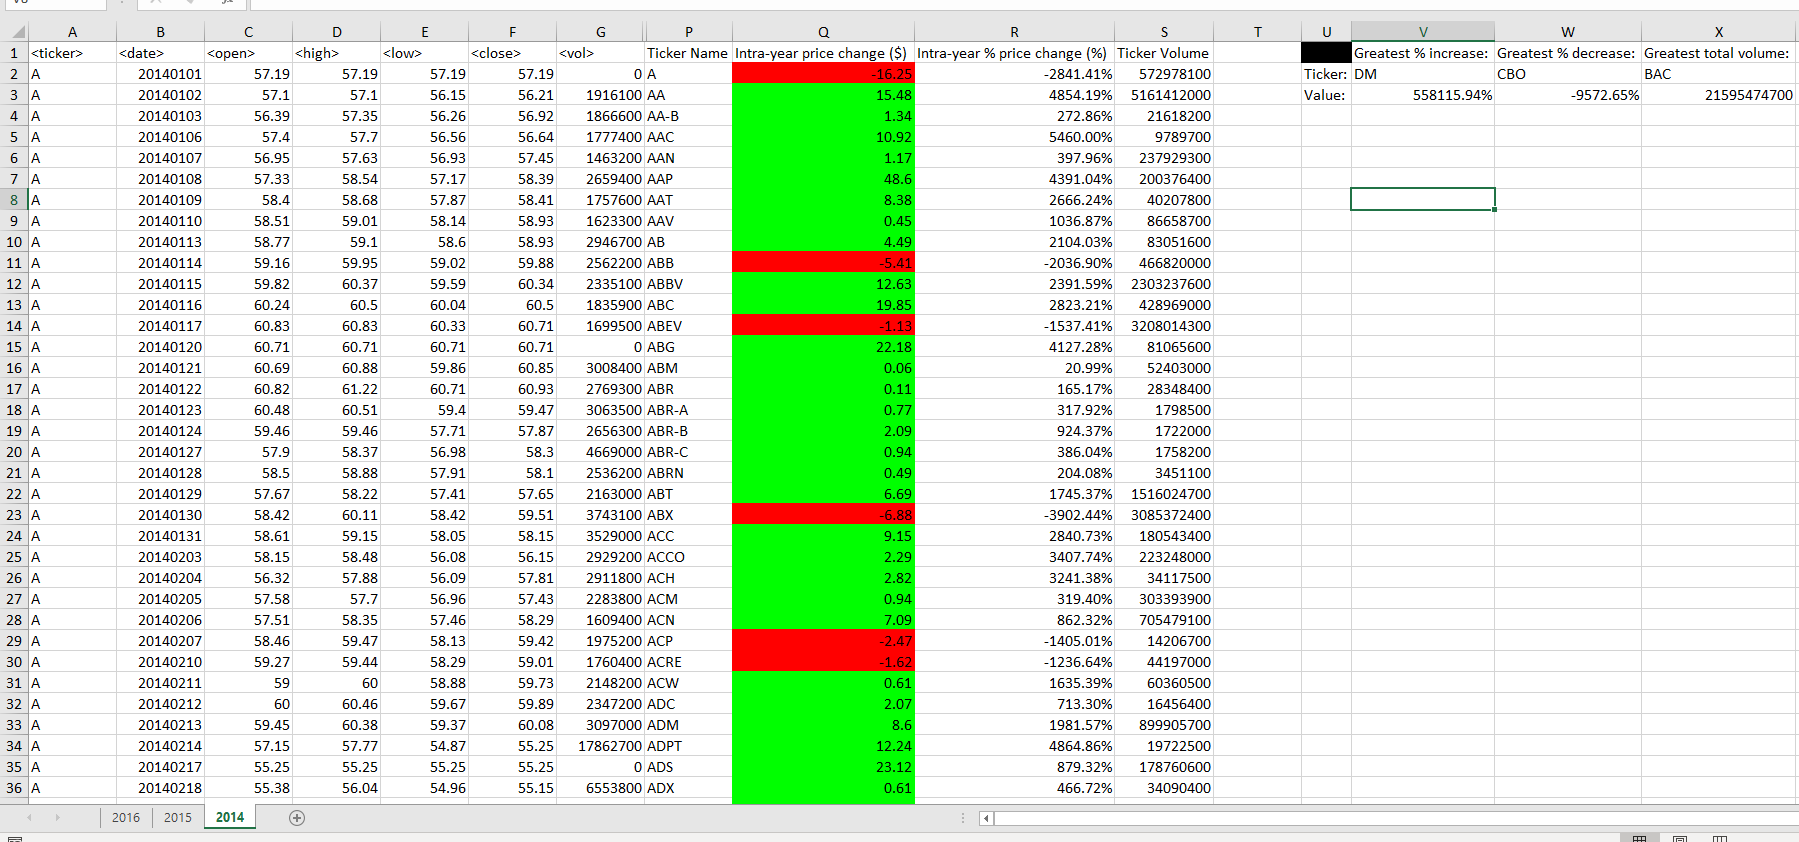 A B C D E F G P Q R S T U V W X
1 <ticker> <date> <open> <high> <low> <close> <vol> Ticker Name Intra-year price change ($) Intra-year % price change (%) Ticker Volume Greatest % increase: Greatest % decrease: Greatest total volume:
2 A 20140101 57.19 57.19 57.19 57.19 0 A -16.25 -2841.41% 572978100 Ticker: DM CBO BAC
3 A 20140102 57.1 57.1 56.15 56.21 1916100 AA 15.48 4854.19% 5161412000 Value: 558115.94% -9572.65% 21595474700
4 A 20140103 56.39 57.35 56.26 56.92 1866600 AA-B 1.34 272.86% 21618200
5 A 20140106 57.4 57.7 56.56 56.64 1777400 AAC 10.92 5460.00% 9789700
6 A 20140107 56.95 57.63 56.93 57.45 1463200 AAN 1.17 397.96% 237929300
7 A 20140108 57.33 58.54 57.17 58.39 2659400 AAP 48.6 4391.04% 200376400
8 A 20140109 58.4 58.68 57.87 58.41 1757600 AAT 8.38 2666.24% 40207800
9 A 20140110 58.51 59.01 58.14 58.93 1623300 AAV 0.45 1036.87% 86658700
10 A 20140113 58.77 59.1 58.6 58.93 2946700 AB 4.49 2104.03% 83051600
11 A 20140114 59.16 59.95 59.02 59.88 2562200 ABB -5.41 -2036.90% 466820000
12 A 20140115 59.82 60.37 59.59 60.34 2335100 ABBV 12.63 2391.59% 2303237600
13 A 20140116 60.24 60.5 60.04 60.5 1835900 ABC 19.85 2823.21% 428969000
14 A 20140117 60.83 60.83 60.33 60.71 1699500 ABEV -1.13 -1537.41% 3208014300
15 A 20140120 60.71 60.71 60.71 60.71 0 ABG 22.18 4127.28% 81065600
16 A 20140121 60.69 60.88 59.86 60.85 3008400 ABM 0.06 20.99% 52403000
17 A 20140122 60.82 61.22 60.71 60.93 2769300 ABR 0.11 165.17% 28348400
18 A 20140123 60.48 60.51 59.4 59.47 3063500 ABR-A 0.77 317.92% 1798500
19 A 20140124 59.46 59.46 57.71 57.87 2656300 ABR-B 2.09 924.37% 1722000
20 A 20140127 57.9 58.37 56.98 58.3 4669000 ABR-C 0.94 386.04% 1758200
21 A 20140128 58.5 58.88 57.91 58.1 2536200 ABRN 0.49 204.08% 3451100
22 A 20140129 57.67 58.22 57.41 57.65 2163000 ABT 6.69 1745.37% 1516024700
23 A 20140130 58.42 60.11 58.42 59.51 3743100 ABX -6.88 -3902.44% 3085372400
24 A 20140131 58.61 59.15 58.05 58.15 3529000 ACC 9.15 2840.73% 180543400
25 A 20140203 58.15 58.48 56.08 56.15 2929200 ACCO 2.29 3407.74% 223248000
26 A 20140204 56.32 57.88 56.09 57.81 2911800 ACH 2.82 3241.38% 34117500
27 A 20140205 57.58 57.7 56.96 57.43 2283800 ACM 0.94 319.40% 303393900
28 A 20140206 57.51 58.35 57.46 58.29 1609400 ACN 7.09 862.32% 705479100
29 A 20140207 58.46 59.47 58.13 59.42 1975200 ACP -2.47 -1405.01% 14206700
30 A 20140210 59.27 59.44 58.29 59.01 1760400 ACRE -1.62 -1236.64% 44197000
31 A 20140211 59 60 58.88 59.73 2148200 ACW 0.61 1635.39% 60360500
32 A 20140212 60 60.46 59.67 59.89 2347200 ADC 2.07 713.30% 16456400
33 A 20140213 59.45 60.38 59.37 60.08 3097000 ADM 8.6 1981.57% 899905700
34 A 20140214 57.15 57.77 54.87 55.25 17862700 ADPT 12.24 4864.86% 19722500
35 A 20140217 55.25 55.25 55.25 55.25 0 ADS 23.12 879.32% 178760600
36 A 20140218 55.38 56.04 54.96 55.15 6553800 ADX 0.61 466.72% 34090400
2016 2015 2014